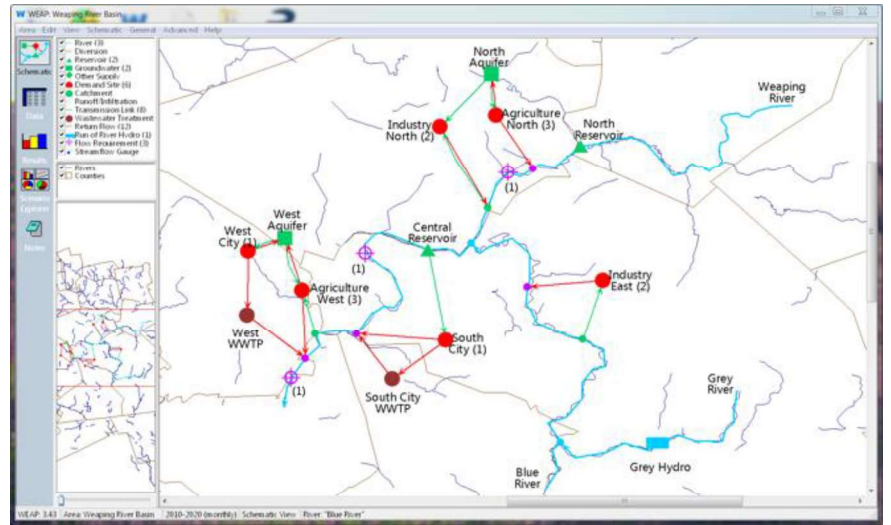 WEAP: Weaping River Basin
Area Edit View Schematic General Advanced Help
Schematic
Data
Results
Scenario
Explorer
Notes
River (3)
Diversion
Reservoir (2)
Groundwater (2)
Other Supply
Demand Site (6)
Catchment
Runoff/Infiltration
Transmission Link (8)
Wastewater Treatment
Return Flow (12)
Run of River Hydro (1)
Flow Requirement (3)
Streamflow Gauge
Rivers
Counties
North
Aquifer
Weaping
River
Industry
North (2)
Agriculture
North (3)
North
Reservoir
(1)
West
City (1)
West
Aquifer
Central
Reservoir
(1)
Agriculture
West (3)
Industry
East (2)
West
WWTP
South
City (1)
(1)
South City
WWTP
Grey
River
Blue
River
Grey Hydro
WEAP: 3.43 Area: Weaping River Basin 2010-2020 (monthly) Schematic View River: "Blue River"